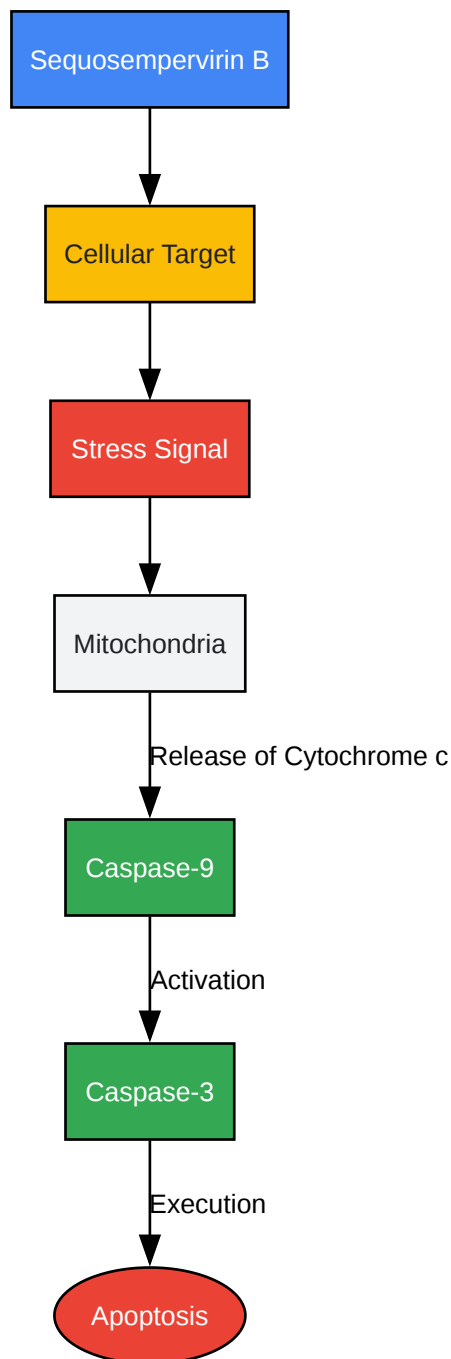 Sequosempervirin B
Cellular Target
Stress Signal
Mitochondria
Release of Cytochrome c
Caspase-9
Activation
Caspase-3
Execution
Apoptosis